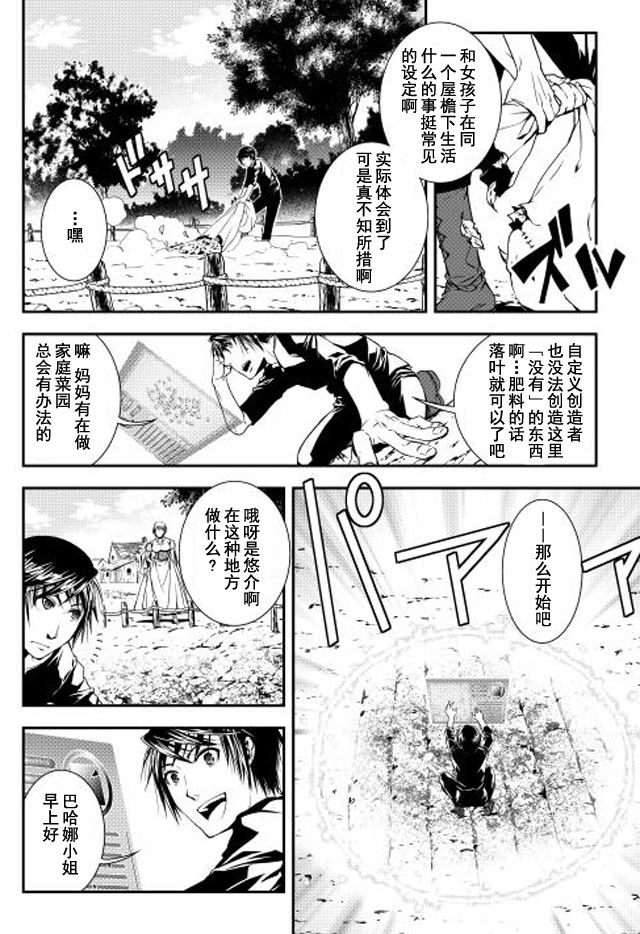 和女孩子在同
一个屋檐下生活
什么的事挺常见
的设定啊
ズル
实际体会到了
可是真不知所措啊
ドササ
…嘿
自定义创造者
也没法创造这里
「没有」的东西
啊…肥料的话
落叶就可以了吧
嘛 妈妈有在做
家庭菜园
总会有办法的
——那么开始吧
パアァ
哦呀是悠介啊
在这种地方
做什么?
巴哈娜小姐
早上好